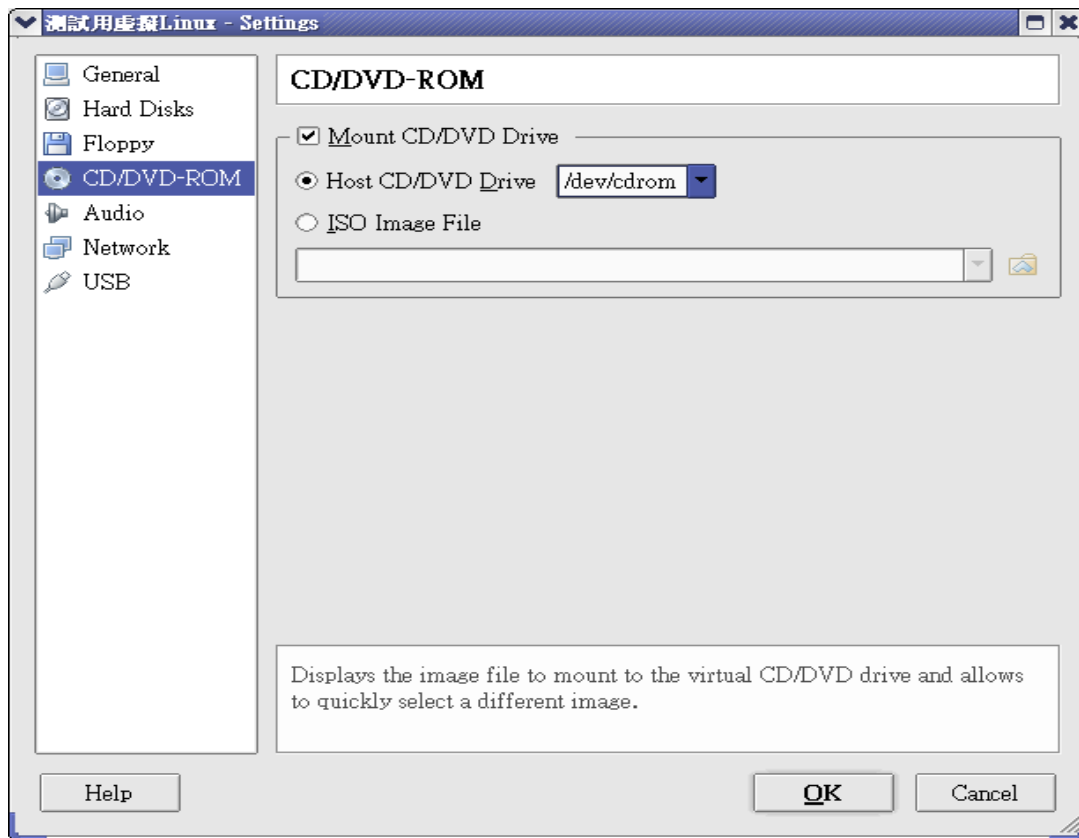 測試用虛擬Linux - Settings
General
Hard Disks
Floppy
CD/DVD-ROM
Audio
Network
USB
CD/DVD-ROM
Mount CD/DVD Drive
Host CD/DVD Drive /dev/cdrom
ISO Image File
Displays the image file to mount to the virtual CD/DVD drive and allows
to quickly select a different image.
Help
OK
Cancel